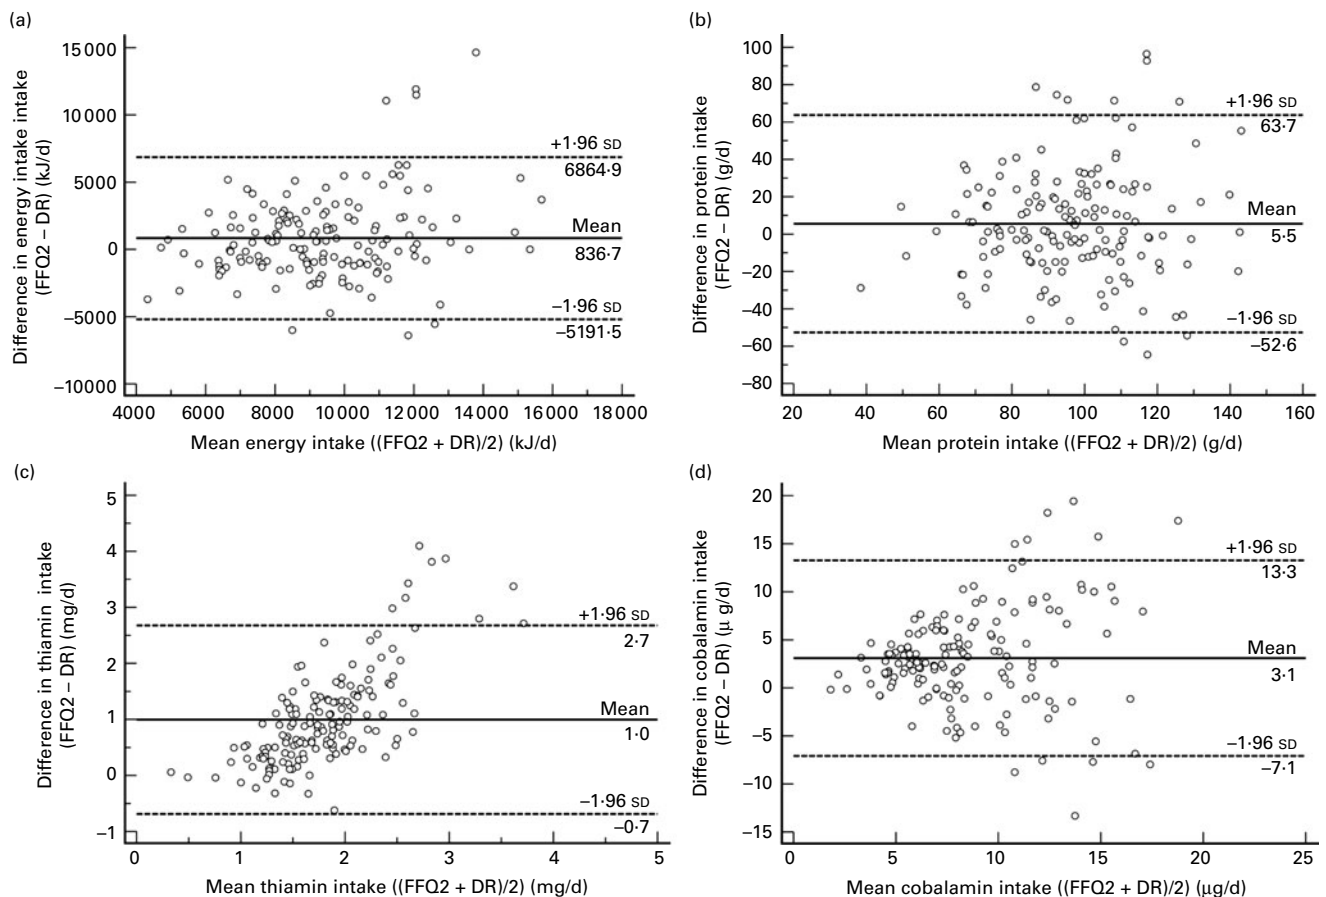 (a)
Difference in energy intake intake
(FFQ2 – DR) (kJ/d)
15 000
10 000
5000
0
–5000
–10 000
+1·96 SD
6864·9
Mean
836·7
–1·96 SD
–5191·5
4000 6000 8000 10 000 12 000 14 000 16 000 18 000
Mean energy intake ((FFQ2 + DR)/2) (kJ/d)
(b)
Difference in protein intake
(FFQ2 – DR) (g/d)
100
80
60
40
20
0
–20
–40
–60
–80
+1·96 SD
63·7
Mean
5·5
–1·96 SD
–52·6
20 40 60 80 100 120 140 160
Mean protein intake ((FFQ2 + DR)/2) (g/d)
(c)
Difference in thiamin intake
(FFQ2 – DR) (mg/d)
5
4
3
2
1
0
–1
+1·96 SD
2·7
Mean
1·0
–1·96 SD
–0·7
0 1 2 3 4 5
Mean thiamin intake ((FFQ2 + DR)/2) (mg/d)
(d)
Difference in cobalamin intake
(FFQ2 – DR) (μ g/d)
20
15
10
5
0
–5
–10
–15
+1·96 SD
13·3
Mean
3·1
–1·96 SD
–7·1
0 5 10 15 20 25
Mean cobalamin intake ((FFQ2 + DR)/2) (μg/d)